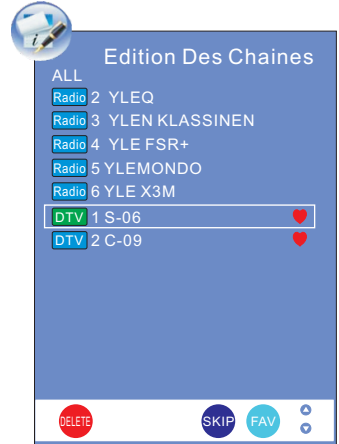 Edition Des Chaines
ALL
Radio 2 YLEQ
Radio 3 YLEN KLASSINEN
Radio 4 YLE FSR+
Radio 5 YLEMONDO
Radio 6 YLE X3M
DTV 1 S-06
DTV 2 C-09
DELETE SKIP FAV